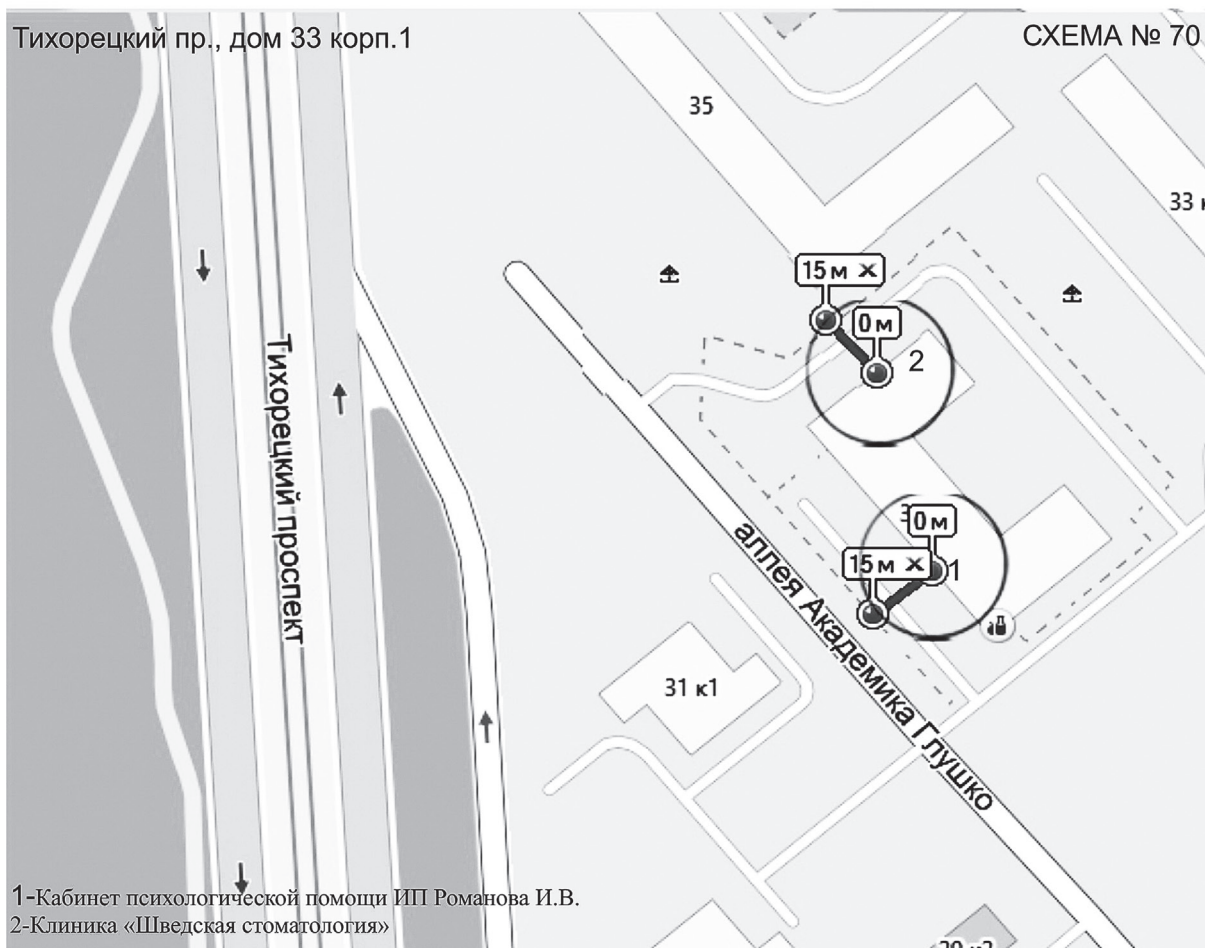 Тихорецкий пр., дом 33 корп.1
СХЕМА № 70
35
33
15 м
0 м
2
Тихорецкий проспект
0 м
15 м
1
аллея Академика Глушко
31 к1
1-Кабинет психологической помощи ИП Романова И.В.
2-Клиника «Шведская стоматология»